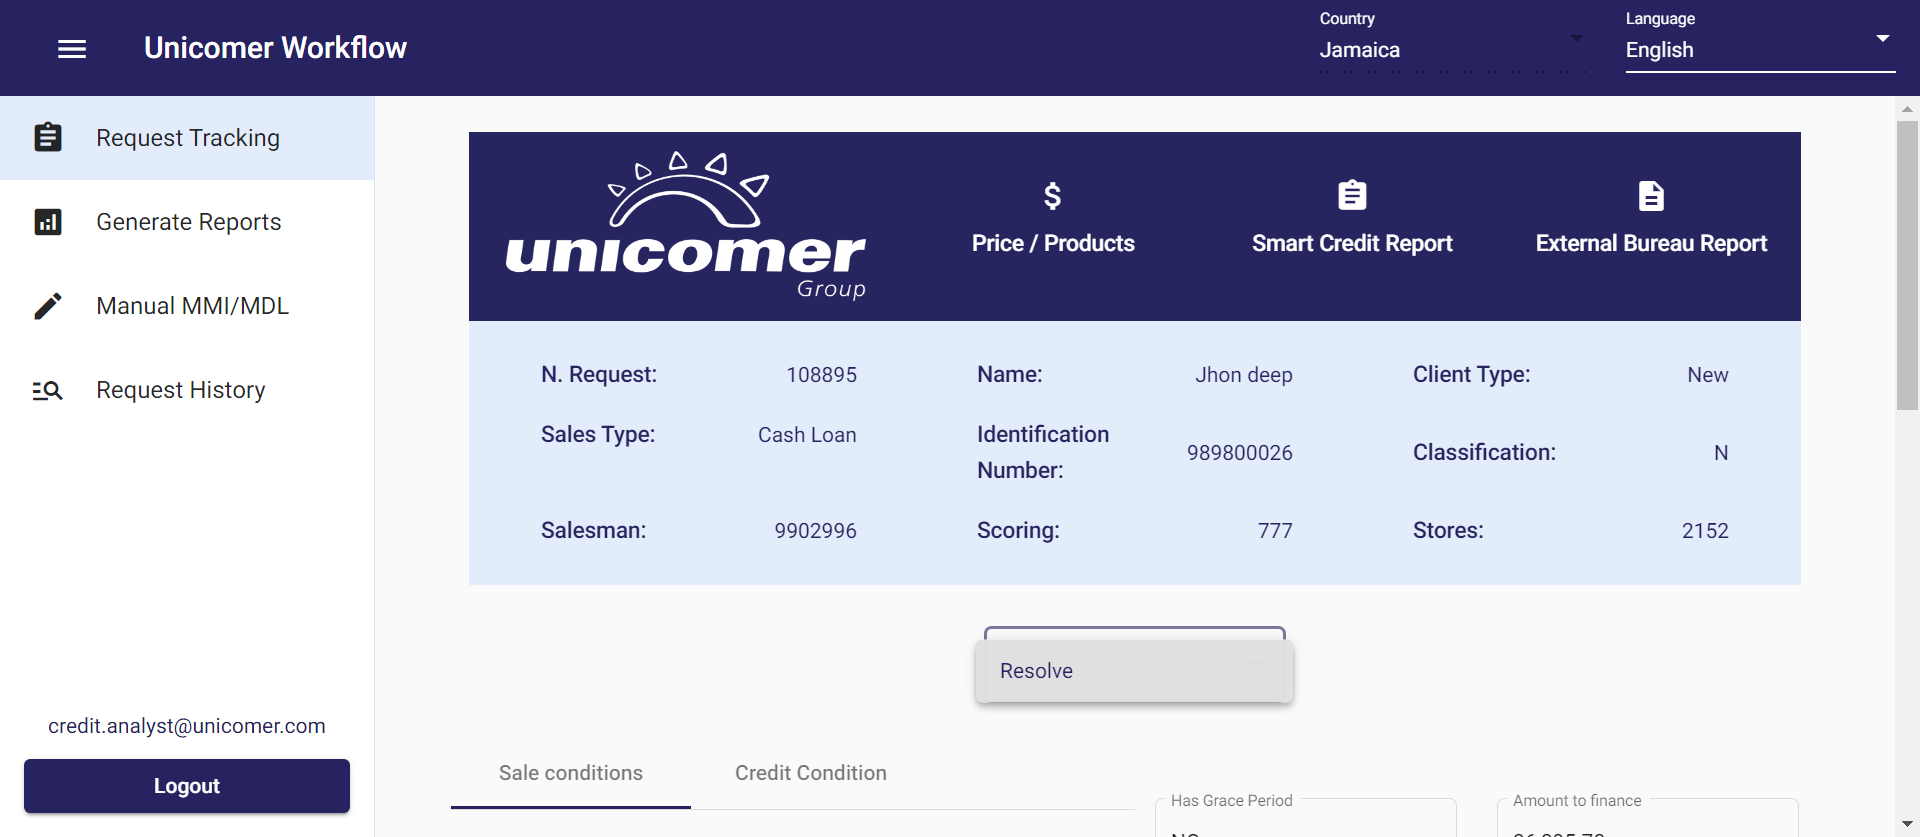 Unicomer Workflow
Country
Jamaica
Language
English
Request Tracking
Generate Reports
Manual MMI/MDL
Request History
credit.analyst@unicomer.com
Logout
unicomer
Group
Price / Products
Smart Credit Report
External Bureau Report
N. Request: 108895
Name: Jhon deep
Client Type: New
Sales Type: Cash Loan
Identification Number: 989800026
Classification: N
Salesman: 9902996
Scoring: 777
Stores: 2152
Resolve
Sale conditions
Credit Condition
Has Grace Period
Amount to finance